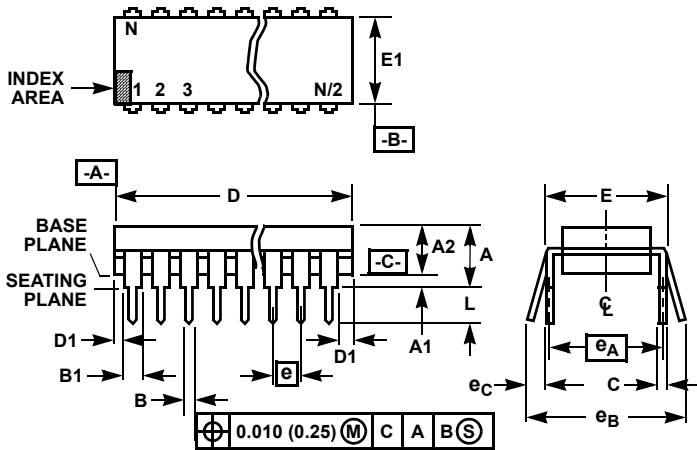 N
INDEX
AREA
1 2 3 N/2
E1
-B-
-A-
D
E
BASE
PLANE
A2
A
-C-
SEATING
PLANE
L
C
L
D1
A1
D1
eA
B1
e
eC
C
B
eB
⌖ 0.010 (0.25) Ⓜ C A B Ⓢ